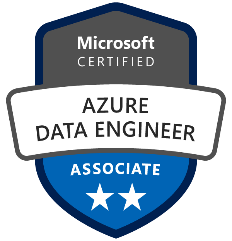 Microsoft
CERTIFIED
AZURE
DATA ENGINEER
ASSOCIATE